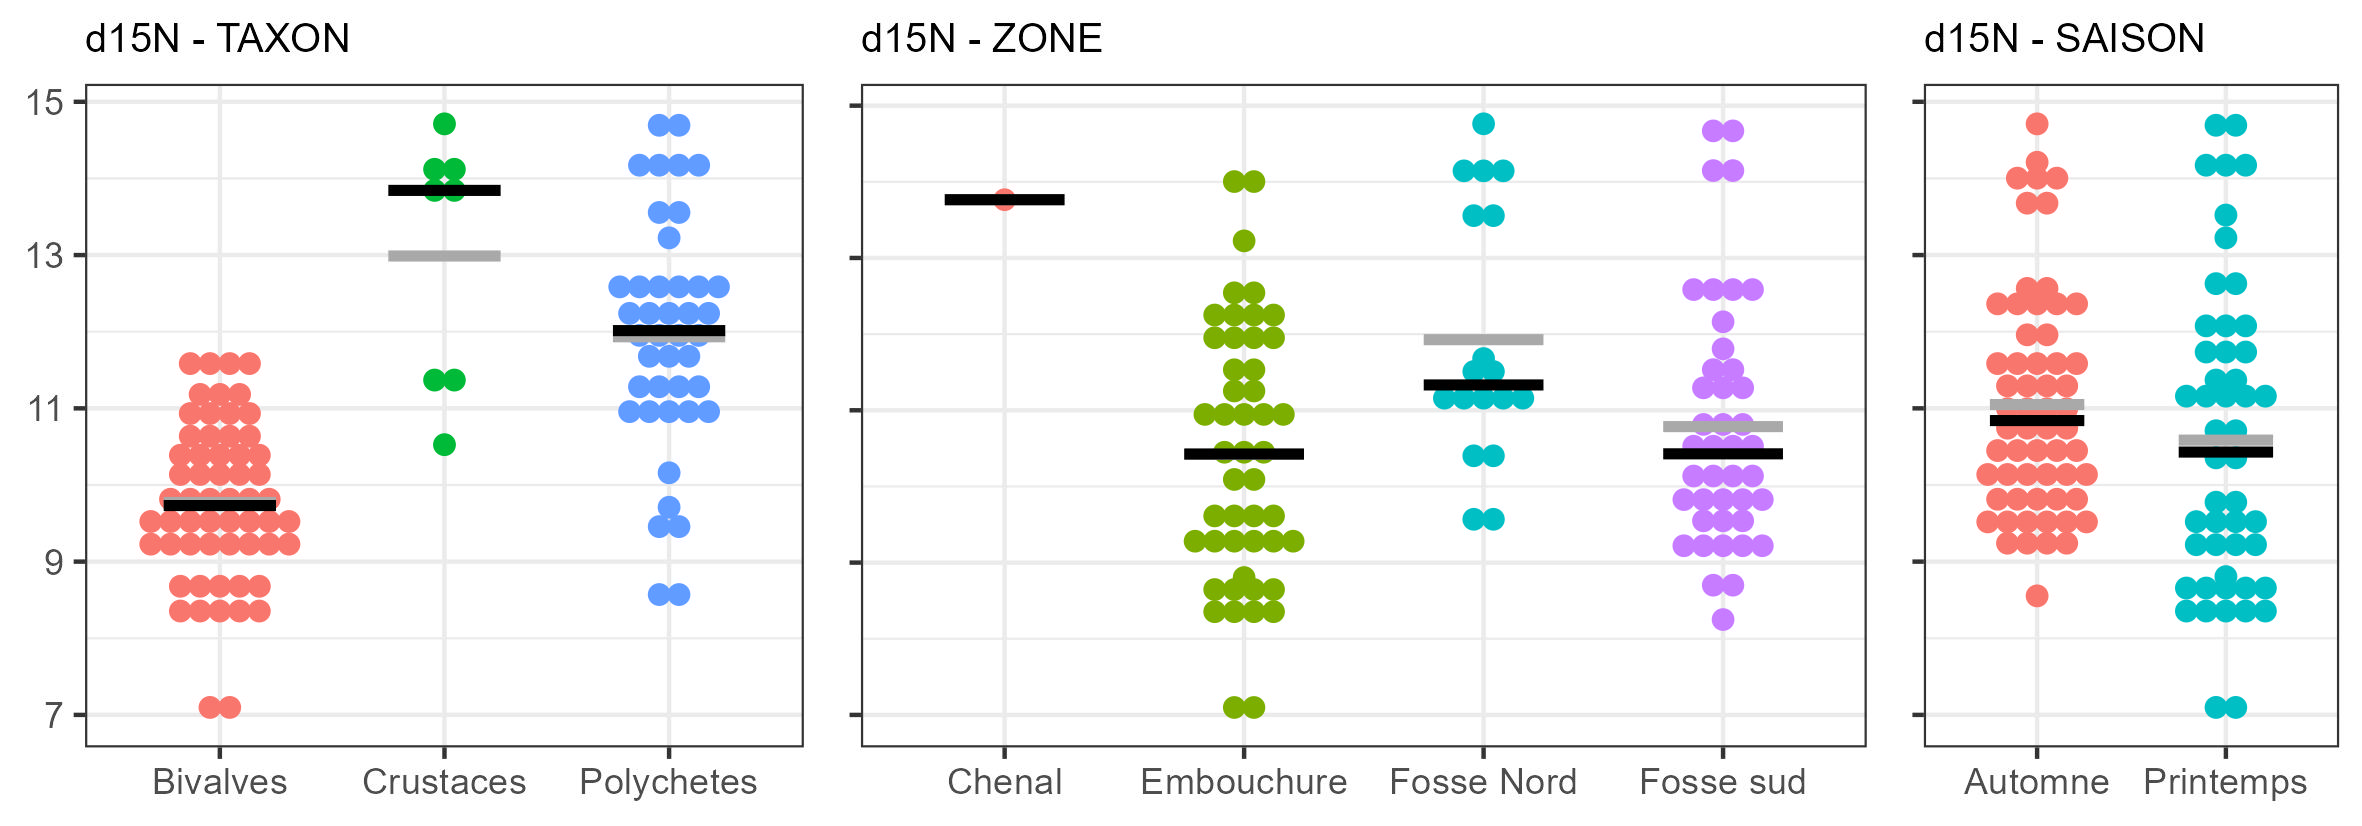 d15N - TAXON
d15N - ZONE
d15N - SAISON
15
13
11
9
7
Bivalves
Crustaces
Polychetes
Chenal
Embouchure
Fosse Nord
Fosse sud
Automne
Printemps